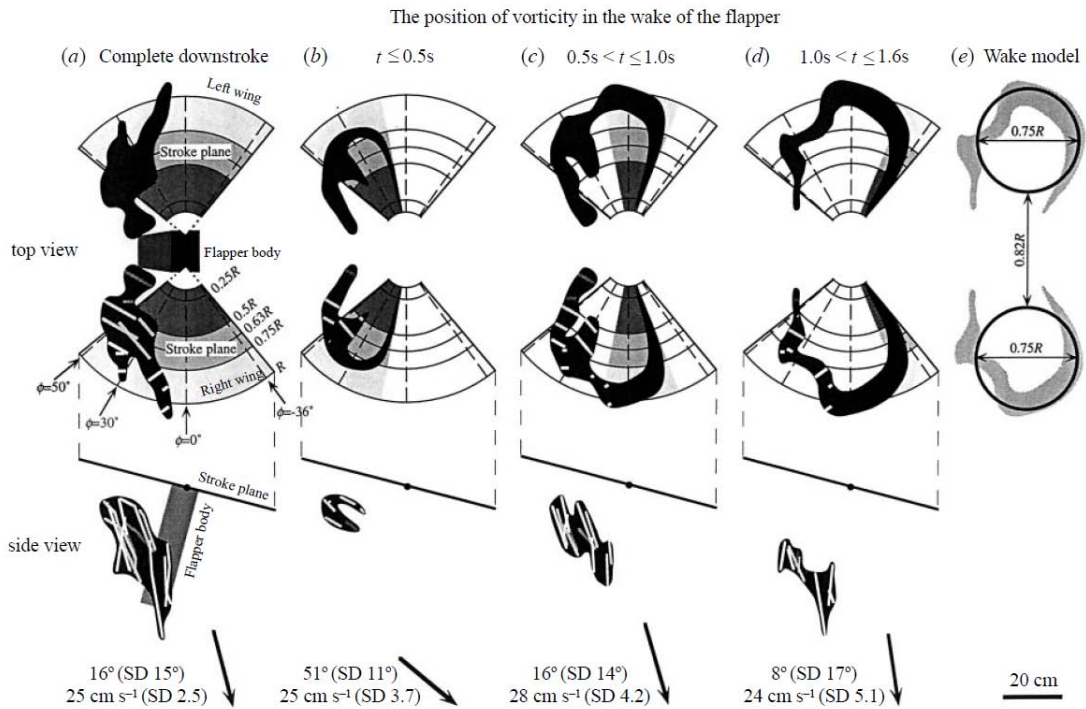 The position of vorticity in the wake of the flapper
(a) Complete downstroke
(b) t ≤ 0.5s
(c) 0.5s < t ≤ 1.0s
(d) 1.0s < t ≤ 1.6s
(e) Wake model
Left wing
Stroke plane
0.75R
top view
Flapper body
0.82R
0.25R
0.5R
0.63R
0.75R
R
Stroke plane
Right wing
0.75R
ϕ=50°
ϕ=30°
ϕ=0°
ϕ=-36°
Stroke plane
Flapper body
side view
16° (SD 15°)
25 cm s⁻¹ (SD 2.5)
51° (SD 11°)
25 cm s⁻¹ (SD 3.7)
16° (SD 14°)
28 cm s⁻¹ (SD 4.2)
8° (SD 17°)
24 cm s⁻¹ (SD 5.1)
20 cm